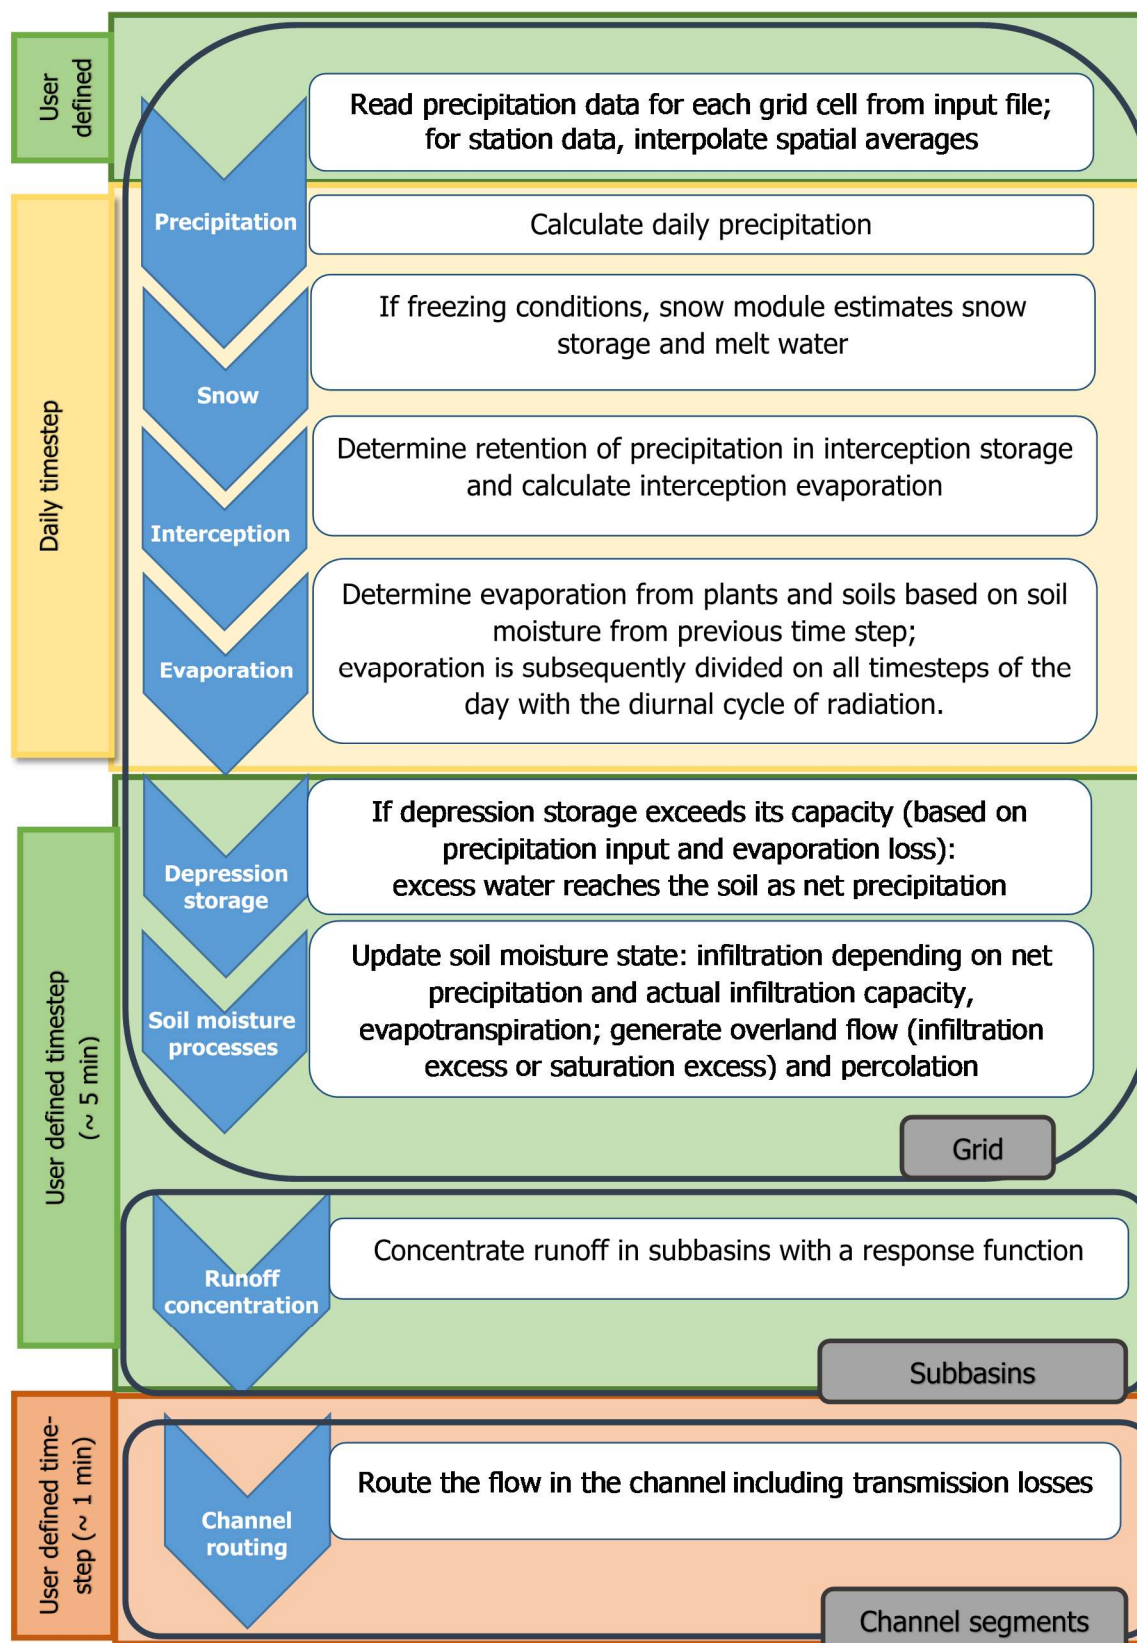 User
defined
Read precipitation data for each grid cell from input file;
for station data, interpolate spatial averages
Daily timestep
Precipitation
Calculate daily precipitation
Snow
If freezing conditions, snow module estimates snow
storage and melt water
Interception
Determine retention of precipitation in interception storage
and calculate interception evaporation
Evaporation
Determine evaporation from plants and soils based on soil
moisture from previous time step;
evaporation is subsequently divided on all timesteps of the
day with the diurnal cycle of radiation.
User defined timestep
(~ 5 min)
Depression
storage
If depression storage exceeds its capacity (based on
precipitation input and evaporation loss):
excess water reaches the soil as net precipitation
Soil moisture
processes
Update soil moisture state: infiltration depending on net
precipitation and actual infiltration capacity,
evapotranspiration; generate overland flow (infiltration
excess or saturation excess) and percolation
Grid
Runoff
concentration
Concentrate runoff in subbasins with a response function
Subbasins
User defined time-
step (~ 1 min)
Channel
routing
Route the flow in the channel including transmission losses
Channel segments